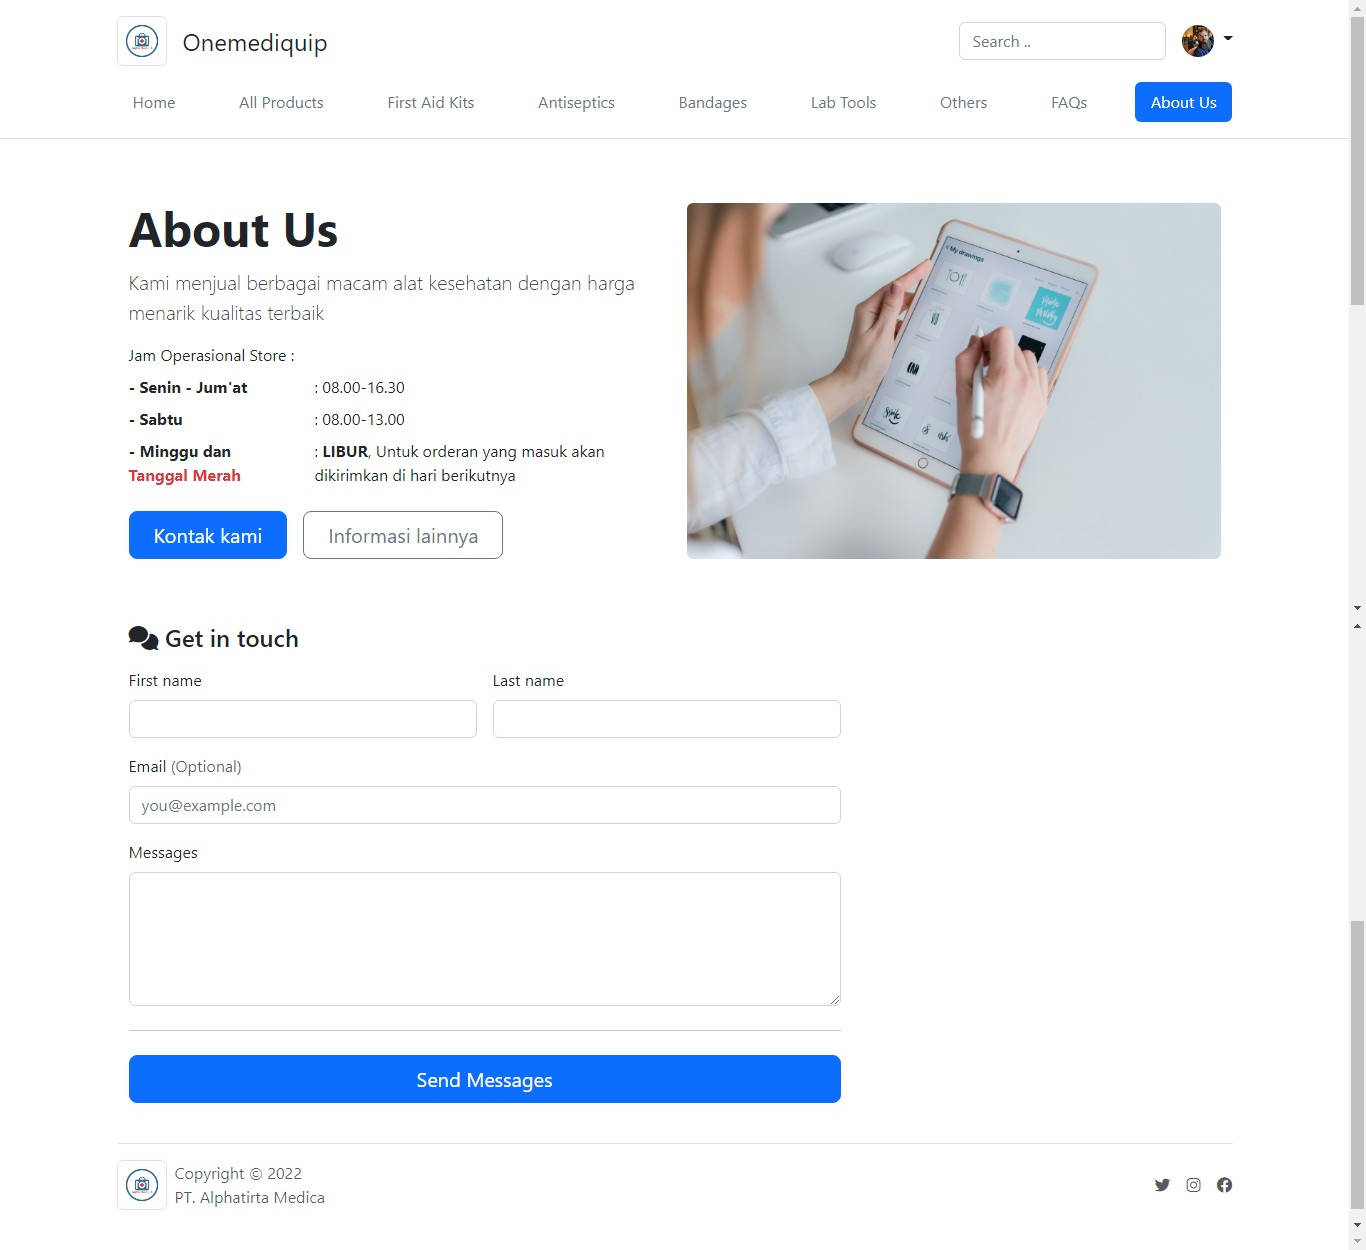 Onemediquip
Search ..
Home All Products First Aid Kits Antiseptics Bandages Lab Tools Others FAQs About Us
About Us
Kami menjual berbagai macam alat kesehatan dengan harga
menarik kualitas terbaik
Jam Operasional Store :
- Senin - Jum'at : 08.00-16.30
- Sabtu : 08.00-13.00
- Minggu dan : LIBUR, Untuk orderan yang masuk akan
Tanggal Merah dikirimkan di hari berikutnya
Kontak kami Informasi lainnya
My drawings
Get in touch
First name Last name
Email (Optional)
you@example.com
Messages
Send Messages
Copyright © 2022
PT. Alphatirta Medica